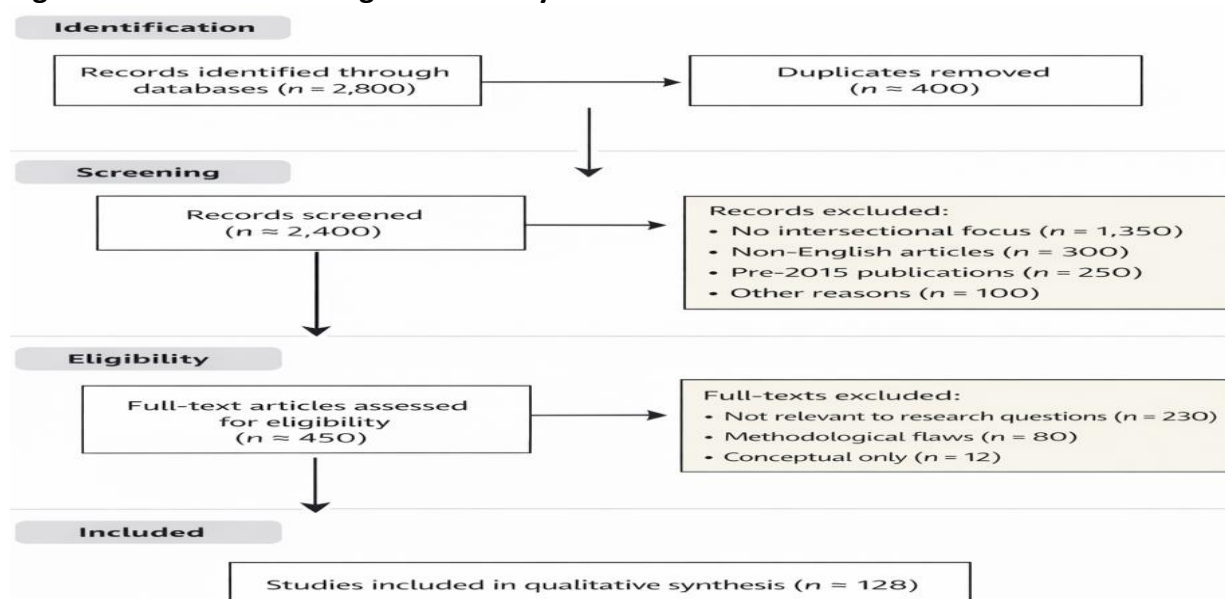 Identification
Records identified through
databases (n = 2,800)
Duplicates removed
(n ≈ 400)
Screening
Records screened
(n ≈ 2,400)
Records excluded:
• No intersectional focus (n = 1,350)
• Non-English articles (n = 300)
• Pre-2015 publications (n = 250)
• Other reasons (n = 100)
Eligibility
Full-text articles assessed
for eligibility
(n ≈ 450)
Full-texts excluded:
• Not relevant to research questions (n = 230)
• Methodological flaws (n = 80)
• Conceptual only (n = 12)
Included
Studies included in qualitative synthesis (n ≈ 128)